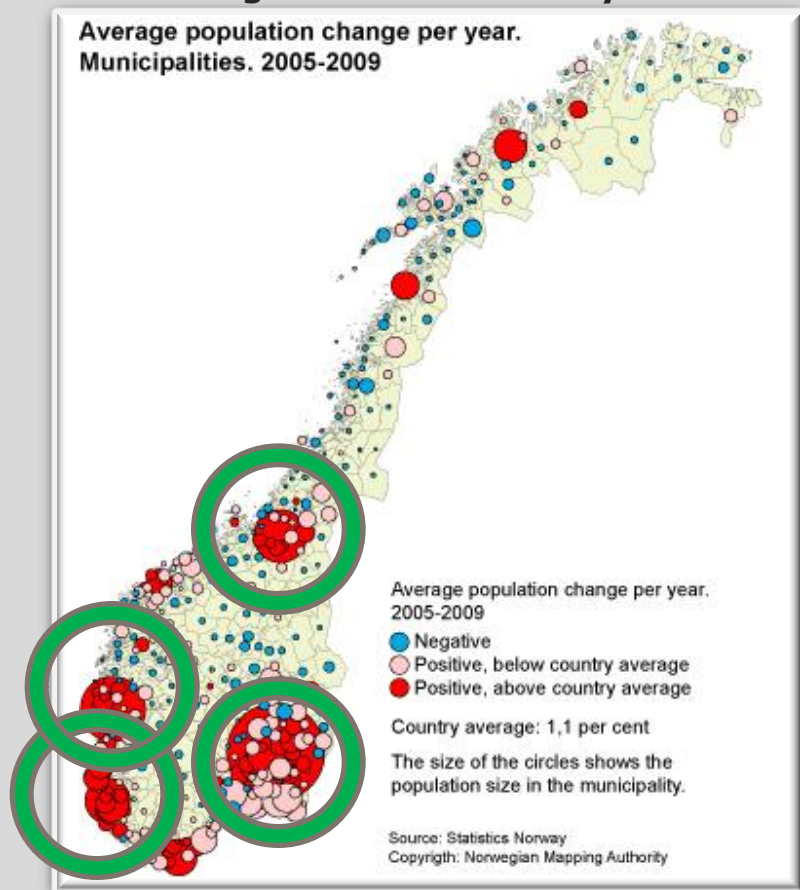 Average population change per year.
Municipalities. 2005-2009
Average population change per year.
2005-2009
Negative
Positive, below country average
Positive, above country average
Country average: 1,1 per cent
The size of the circles shows the
population size in the municipality.
Source: Statistics Norway
Copyrigth: Norwegian Mapping Authority